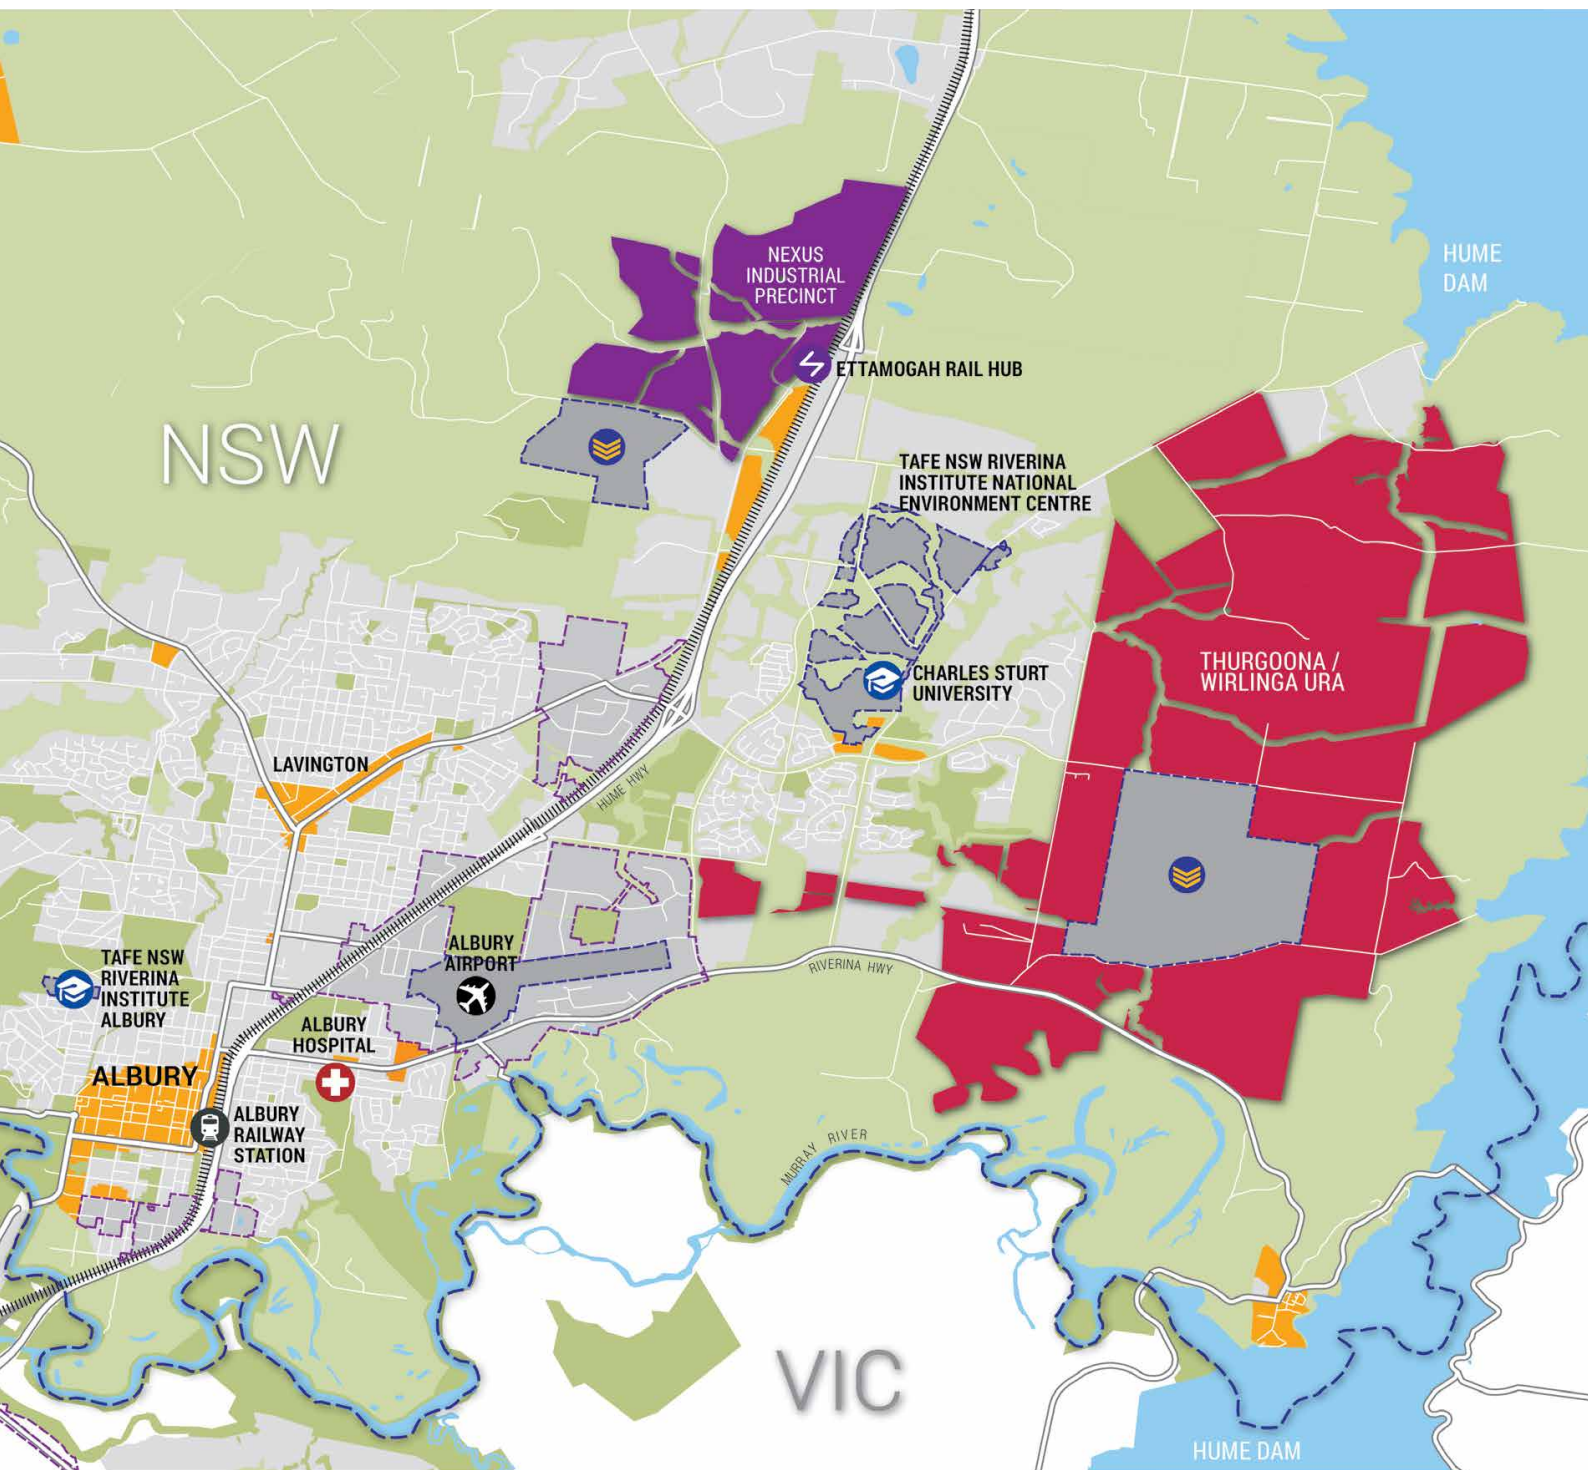 HUME
DAM
NEXUS
INDUSTRIAL
PRECINCT
ETTAMOGAH RAIL HUB
NSW
TAFE NSW RIVERINA
INSTITUTE NATIONAL
ENVIRONMENT CENTRE
THURGOONA /
WIRLINGA URA
CHARLES STURT
UNIVERSITY
LAVINGTON
HUME HWY
ALBURY
AIRPORT
RIVERINA HWY
TAFE NSW
RIVERINA
INSTITUTE
ALBURY
ALBURY
HOSPITAL
ALBURY
ALBURY
RAILWAY
STATION
MURRAY RIVER
VIC
HUME DAM